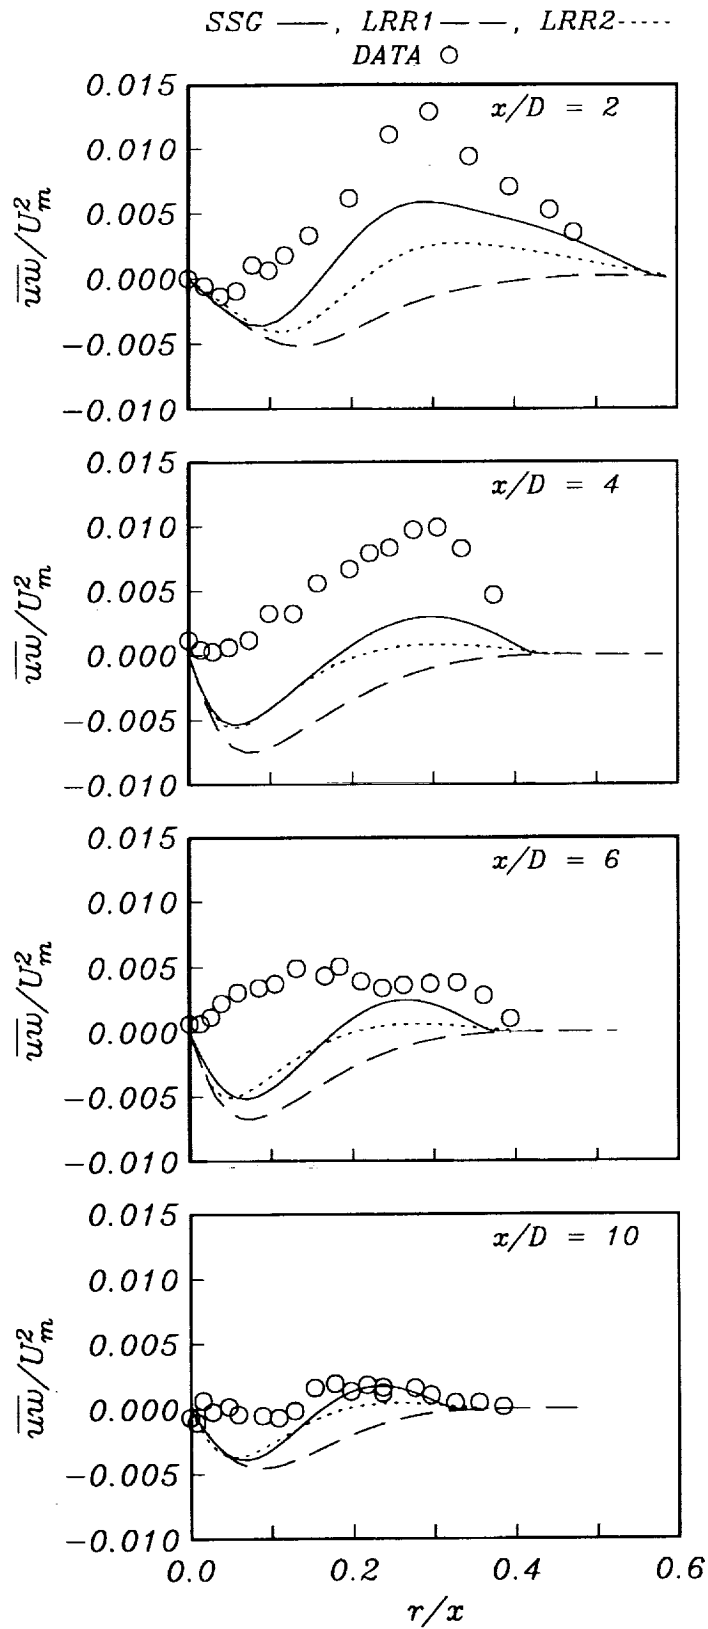 SSG ——, LRR1 — —, LRR2 ·····
DATA ○
0.015
x/D = 2
0.010
0.005
0.000
−0.005
−0.010
uw/U²m
0.015
x/D = 4
0.010
0.005
0.000
−0.005
−0.010
uw/U²m
0.015
x/D = 6
0.010
0.005
0.000
−0.005
−0.010
uw/U²m
0.015
x/D = 10
0.010
0.005
0.000
−0.005
−0.010
uw/U²m
0.0 0.2 0.4 0.6
r/x